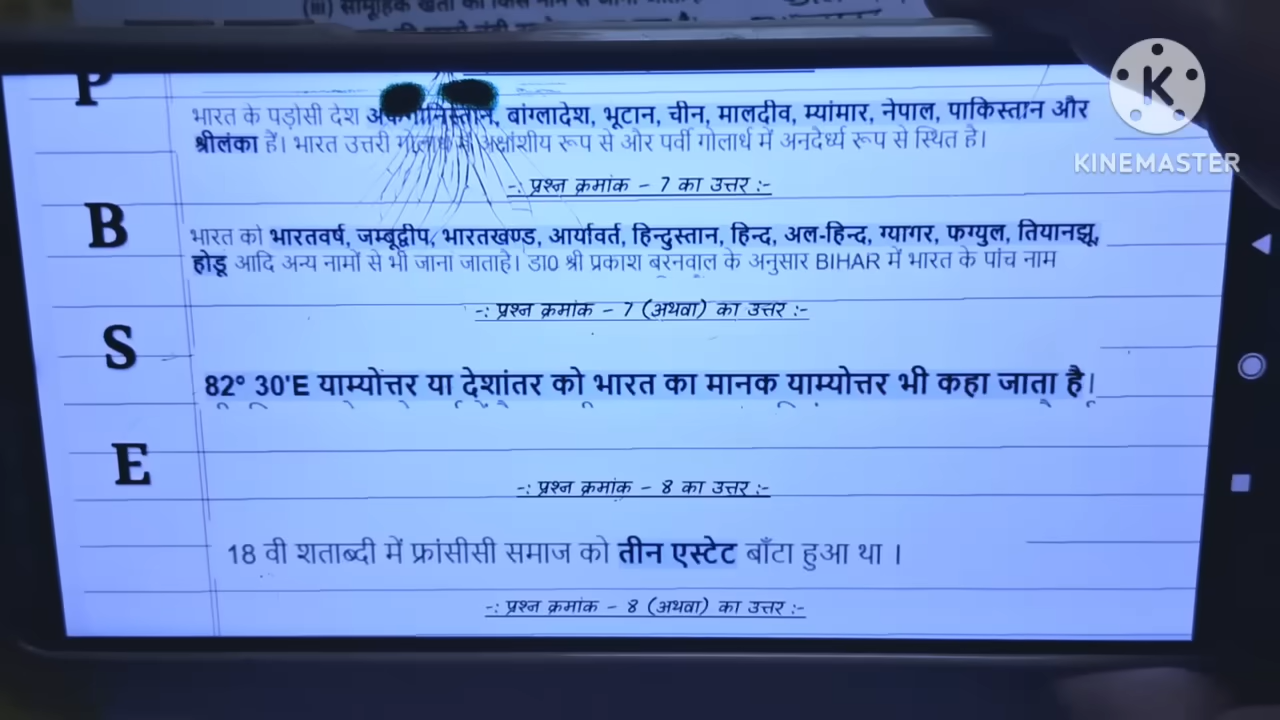 (iii) सामूहिक खेती को किस नाम से जाना जाता है
K
KINEMASTER
P
भारत के पड़ोसी देश अफगानिस्तान, बांग्लादेश, भूटान, चीन, मालदीव, म्यांमार, नेपाल, पाकिस्तान और
श्रीलंका हैं। भारत उत्तरी गोलार्ध में अक्षांशीय रूप से और पर्वी गोलार्ध में अनदैर्ध्य रूप से स्थित है।
-: प्रश्न क्रमांक - 7 का उत्तर :-
B
भारत को भारतवर्ष, जम्बूद्वीप, भारतखण्ड, आर्यावर्त, हिन्दुस्तान, हिन्द, अल-हिन्द, ग्यागर, फग्युल, तियानझू,
होडू आदि अन्य नामों से भी जाना जाताहै। डा0 श्री प्रकाश बरनवाल के अनुसार BIHAR में भारत के पांच नाम
-: प्रश्न क्रमांक - 7 (अथवा) का उत्तर :-
S
82° 30'E याम्योत्तर या देशांतर को भारत का मानक याम्योत्तर भी कहा जाता है।
E
-: प्रश्न क्रमांक - 8 का उत्तर :-
18 वी शताब्दी में फ्रांसीसी समाज को तीन एस्टेट बाँटा हुआ था ।
-: प्रश्न क्रमांक - 8 (अथवा) का उत्तर :-